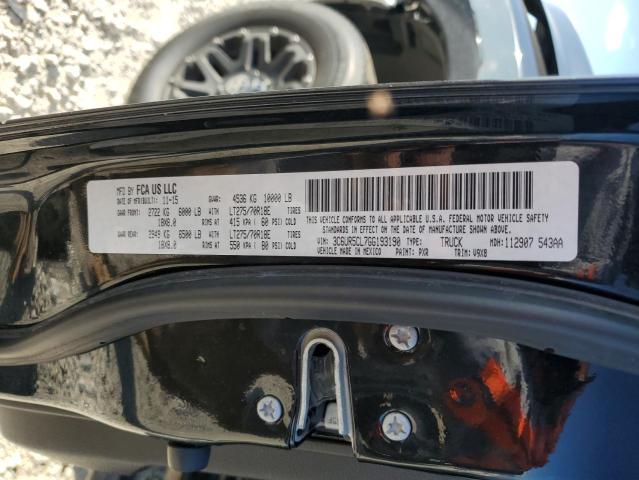 MFD BY FCA US LLC
DATE OF MFR/BUILT: 11-15 GVWR: 4536 KG 10000 LB
GAWR FRONT: 2722 KG 6000 LB WITH LT275/70R18E TIRES
18X8.0 RIMS AT 415 KPA ( 60 PSI) COLD
GAWR REAR: 2949 KG 6500 LB WITH LT275/70R18E TIRES
18X8.0 RIMS AT 550 KPA ( 80 PSI) COLD
THIS VEHICLE CONFORMS TO ALL APPLICABLE U.S.A. FEDERAL MOTOR VEHICLE SAFETY
STANDARDS IN EFFECT ON THE DATE OF MANUFACTURE SHOWN ABOVE.
VIN: 3C6UR5CL7GG193190 TYPE: TRUCK MDH: 112907 543AA
VEHICLE MADE IN MEXICO PAINT: PXR TRIM: V9X8